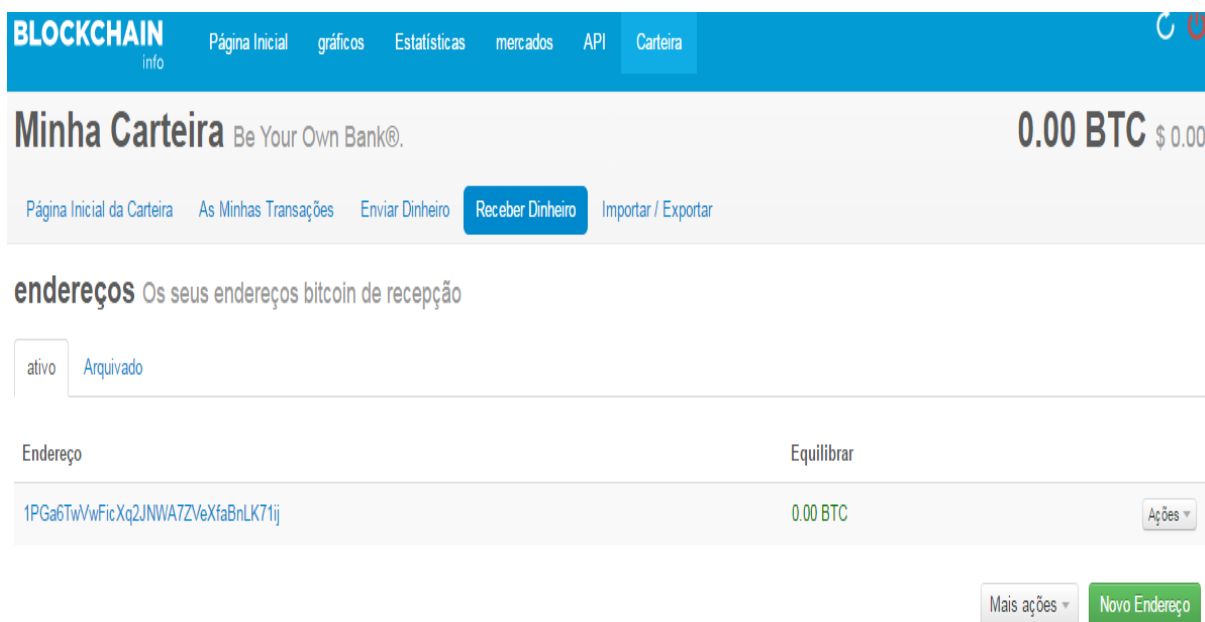 BLOCKCHAIN info Página Inicial gráficos Estatísticas mercados API Carteira
Minha Carteira Be Your Own Bank®. 0.00 BTC $ 0.00
Página Inicial da Carteira As Minhas Transações Enviar Dinheiro Receber Dinheiro Importar / Exportar
endereços Os seus endereços bitcoin de recepção
ativo Arquivado
Endereço Equilibrar
1PGa6TwVwFicXq2JNWA7ZVeXfaBnLK71ij 0.00 BTC Ações
Mais ações Novo Endereço